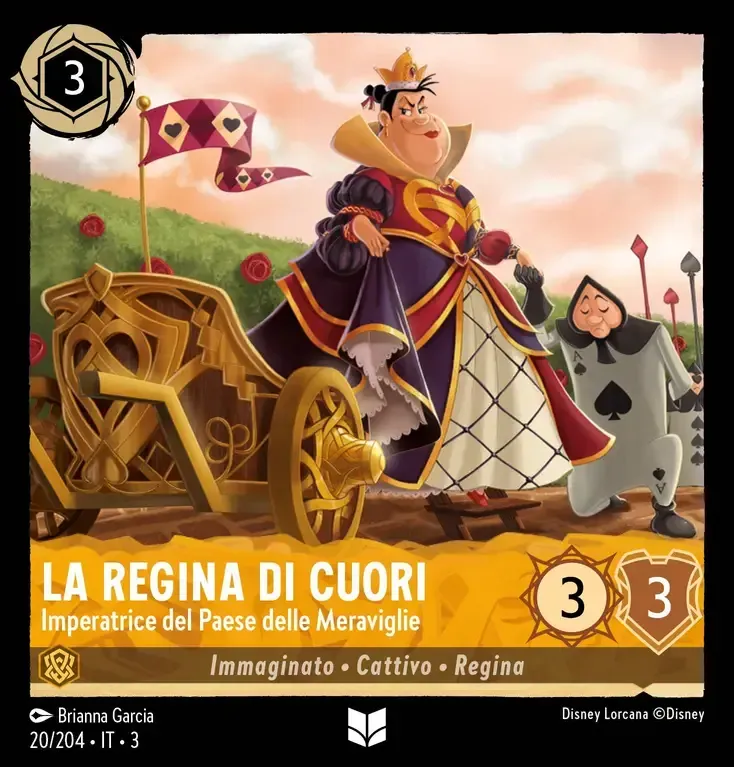 3
A
LA REGINA DI CUORI
Imperatrice del Paese delle Meraviglie
3
3
Immaginato • Cattivo • Regina
Brianna Garcia
Disney Lorcana ©Disney
20/204 • IT • 3